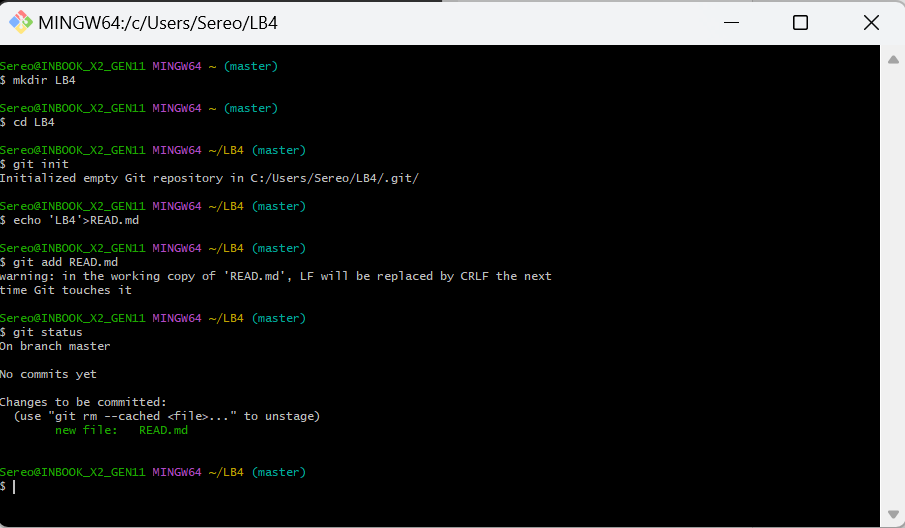 MINGW64:/c/Users/Sereo/LB4
Sereo@INBOOK_X2_GEN11 MINGW64 ~ (master)
$ mkdir LB4
Sereo@INBOOK_X2_GEN11 MINGW64 ~ (master)
$ cd LB4
Sereo@INBOOK_X2_GEN11 MINGW64 ~/LB4 (master)
$ git init
Initialized empty Git repository in C:/Users/Sereo/LB4/.git/
Sereo@INBOOK_X2_GEN11 MINGW64 ~/LB4 (master)
$ echo 'LB4'>READ.md
Sereo@INBOOK_X2_GEN11 MINGW64 ~/LB4 (master)
$ git add READ.md
warning: in the working copy of 'READ.md', LF will be replaced by CRLF the next
time Git touches it
Sereo@INBOOK_X2_GEN11 MINGW64 ~/LB4 (master)
$ git status
On branch master
No commits yet
Changes to be committed:
  (use "git rm --cached <file>..." to unstage)
        new file:   READ.md
Sereo@INBOOK_X2_GEN11 MINGW64 ~/LB4 (master)
$